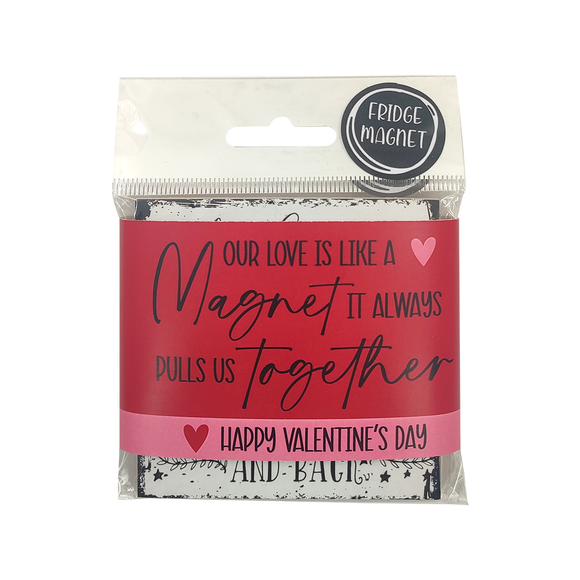 FRIDGE
MAGNET
OUR LOVE IS LIKE A
Magnet IT ALWAYS
PULLS US together
HAPPY VALENTINE'S DAY
AND BACK